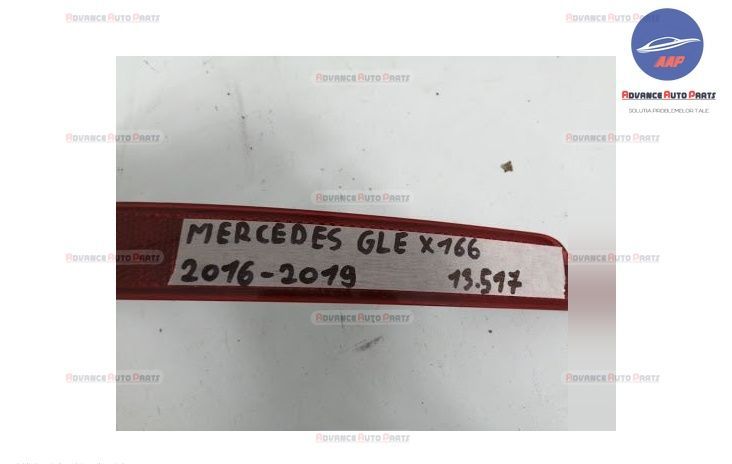 AAP
ADVANCE AUTO PARTS
SOLUTIA PROBLEMELOR TALE
MERCEDES GLE X166
2016-2019 13.517